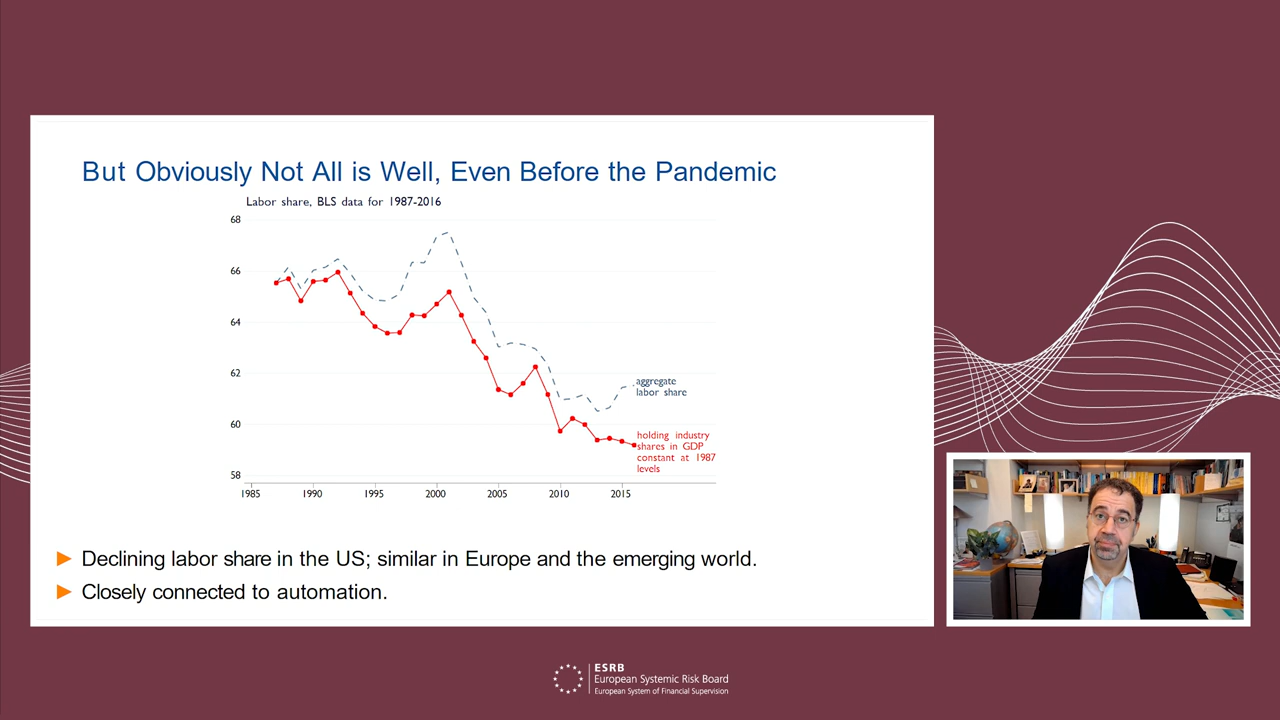 But Obviously Not All is Well, Even Before the Pandemic
Labor share, BLS data for 1987-2016
68
66
64
62
60
58
1985
1990
1995
2000
2005
2010
2015
aggregate
labor share
holding industry
shares in GDP
constant at 1987
levels
Declining labor share in the US; similar in Europe and the emerging world.
Closely connected to automation.
ESRB
European Systemic Risk Board
European System of Financial Supervision